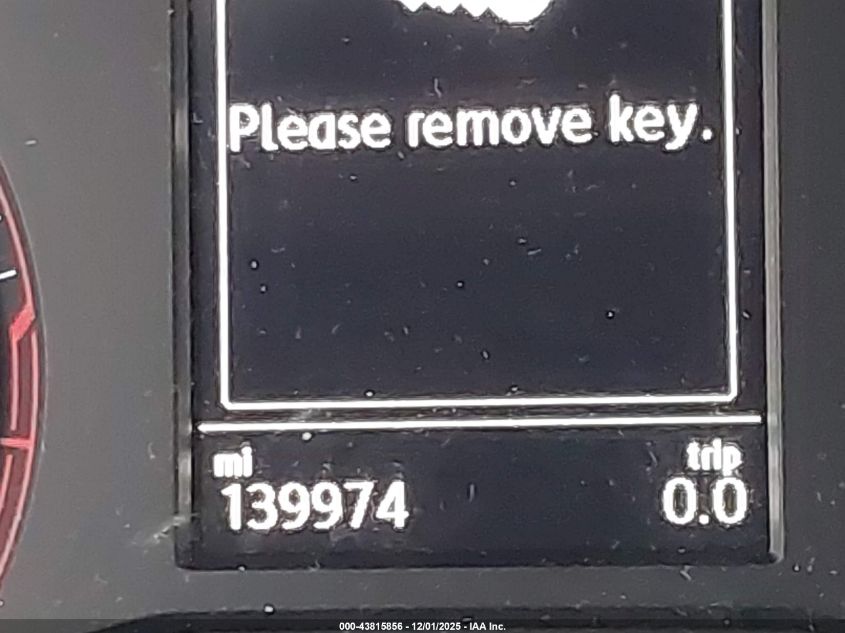 Please remove key.
mi trip
139974 0.0
000-43815856 - 12/01/2025 - IAA Inc.